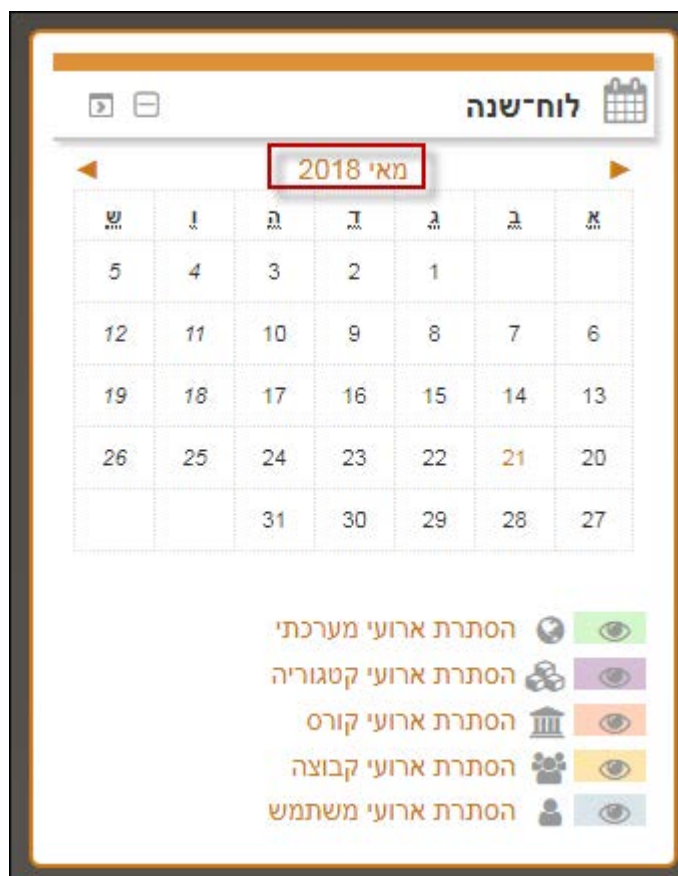 לוח־שנה
מאי 2018
א ב ג ד ה ו ש
1 2 3 4 5
6 7 8 9 10 11 12
13 14 15 16 17 18 19
20 21 22 23 24 25 26
27 28 29 30 31
הסתרת ארועי מערכתי
הסתרת ארועי קטגוריה
הסתרת ארועי קורס
הסתרת ארועי קבוצה
הסתרת ארועי משתמש